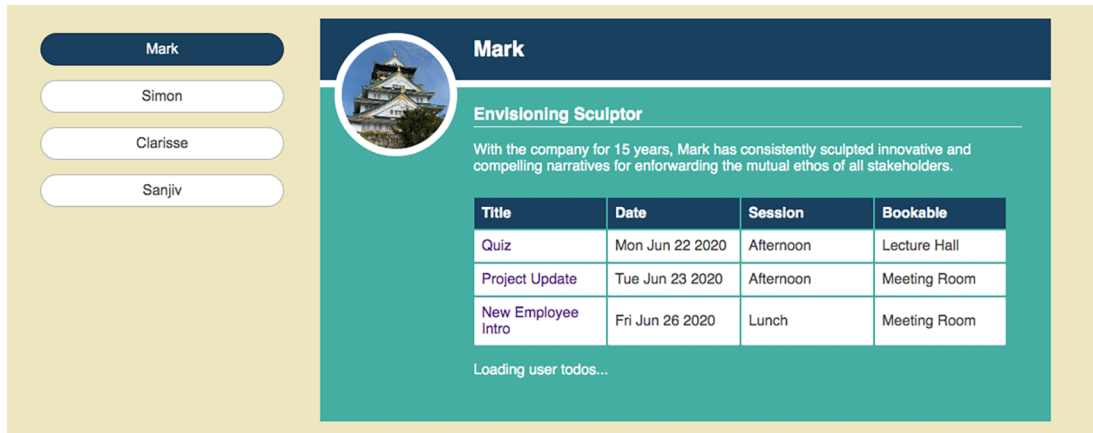 Mark
Simon
Clarisse
Sanjiv
Mark
Envisioning Sculptor
With the company for 15 years, Mark has consistently sculpted innovative and
compelling narratives for enforwarding the mutual ethos of all stakeholders.
Title Date Session Bookable
Quiz Mon Jun 22 2020 Afternoon Lecture Hall
Project Update Tue Jun 23 2020 Afternoon Meeting Room
New Employee
Intro Fri Jun 26 2020 Lunch Meeting Room
Loading user todos...